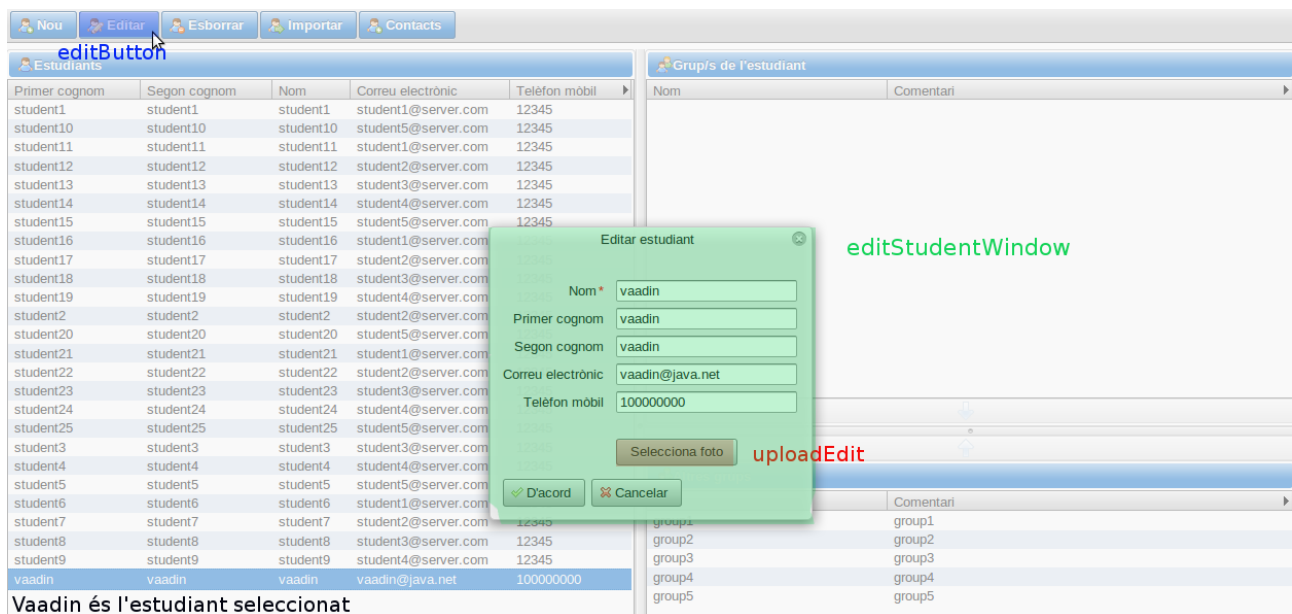 Nou Editar Esborrar Importar Contacts
editButton
Estudiants
Primer cognom Segon cognom Nom Correu electrònic Telèfon mòbil
student1 student1 student1 student1@server.com 12345
student10 student10 student10 student5@server.com 12345
student11 student11 student11 student1@server.com 12345
student12 student12 student12 student2@server.com 12345
student13 student13 student13 student3@server.com 12345
student14 student14 student14 student4@server.com 12345
student15 student15 student15 student5@server.com 12345
student16 student16 student16 student1@server.com
student17 student17 student17 student2@server.com
student18 student18 student18 student3@server.com
student19 student19 student19 student4@server.com
student2 student2 student2 student2@server.com
student20 student20 student20 student5@server.com
student21 student21 student21 student1@server.com
student22 student22 student22 student2@server.com
student23 student23 student23 student3@server.com
student24 student24 student24 student4@server.com
student25 student25 student25 student5@server.com
student3 student3 student3 student3@server.com
student4 student4 student4 student4@server.com
student5 student5 student5 student5@server.com
student6 student6 student6 student1@server.com
student7 student7 student7 student2@server.com 12345
student8 student8 student8 student3@server.com 12345
student9 student9 student9 student4@server.com 12345
vaadin vaadin vaadin vaadin@java.net 100000000
Vaadin és l'estudiant seleccionat
Editar estudiant
Nom* vaadin
Primer cognom vaadin
Segon cognom vaadin
Correu electrònic vaadin@java.net
Telèfon mòbil 100000000
Selecciona foto
uploadEdit
D'acord Cancelar
Grup/s de l'estudiant
Nom Comentari
editStudentWindow
Comentari
group1 group1
group2 group2
group3 group3
group4 group4
group5 group5